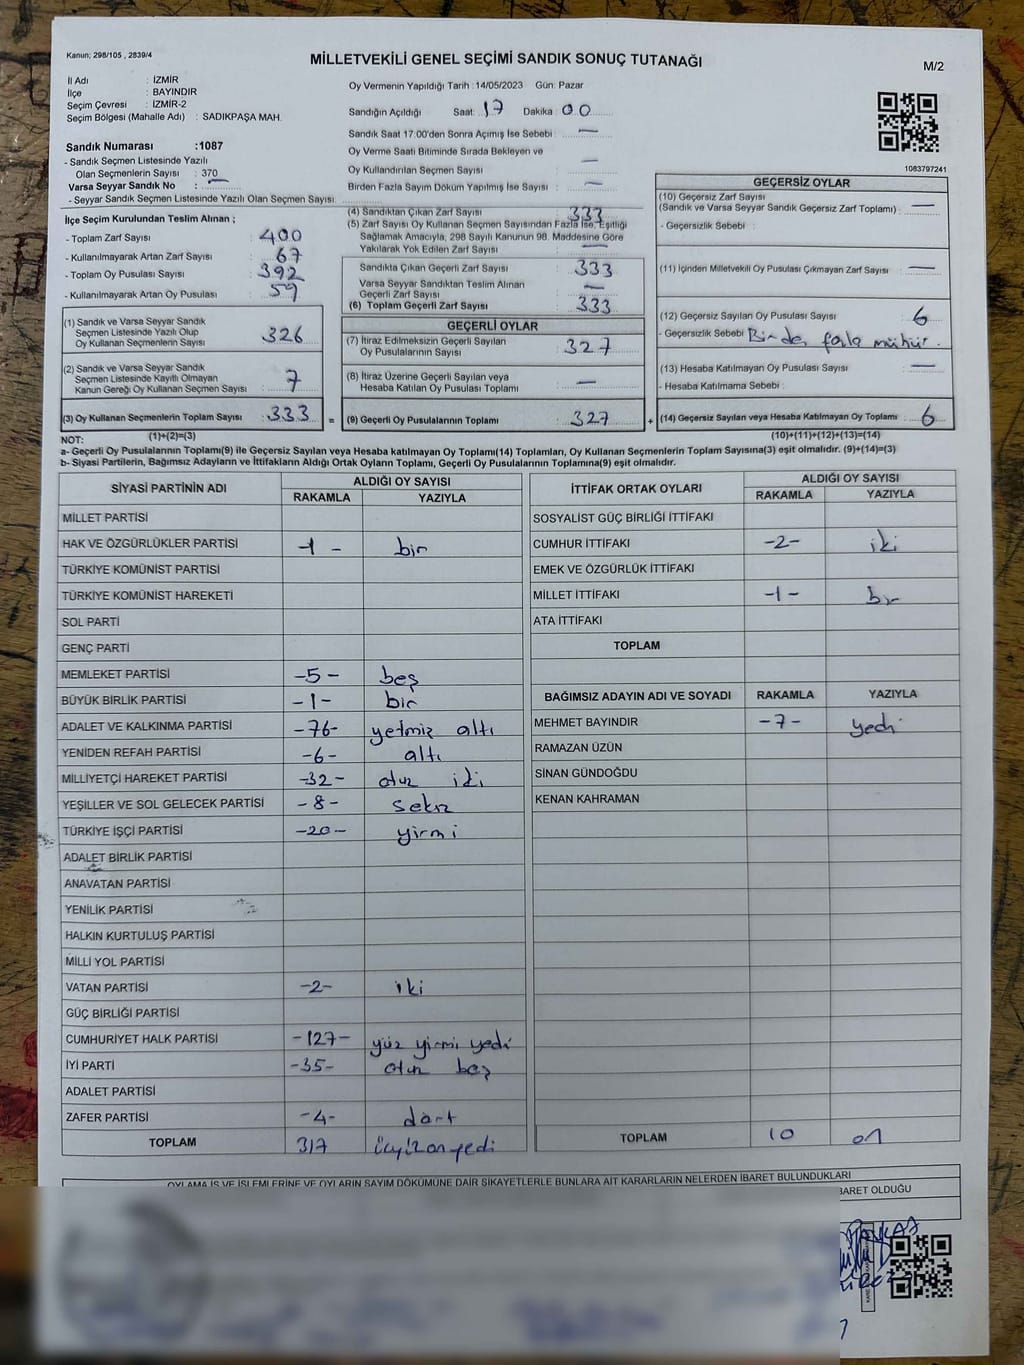 Kanun; 298/105 , 2839/4
MİLLETVEKİLİ GENEL SEÇİMİ SANDIK SONUÇ TUTANAĞI
M/2
İl Adı : İZMİR
İlçe : BAYINDIR
Seçim Çevresi : İZMİR-2
Seçim Bölgesi (Mahalle Adı) : SADIKPAŞA MAH.
Oy Vermenin Yapıldığı Tarih : 14/05/2023 Gün: Pazar
Sandığın Açıldığı Saat: 17 Dakika : 00
Sandık Saat 17:00'den Sonra Açımış İse Sebebi : —
Oy Verme Saati Bitiminde Sırada Bekleyen ve
Oy Kullandırılan Seçmen Sayısı : —
Birden Fazla Sayım Döküm Yapılmış İse Sayısı : —
Sandık Numarası :1087
- Sandık Seçmen Listesinde Yazılı
Olan Seçmenlerin Sayısı : 370
Varsa Seyyar Sandık No : —
- Seyyar Sandık Seçmen Listesinde Yazılı Olan Seçmen Sayısı:
1083797241
İlçe Seçim Kurulundan Teslim Alınan ;
- Toplam Zarf Sayısı : 400
- Kullanılmayarak Artan Zarf Sayısı : 67
- Toplam Oy Pusulası Sayısı : 392
- Kullanılmayarak Artan Oy Pusulası : 59
(1) Sandık ve Varsa Seyyar Sandık
Seçmen Listesinde Yazılı Olup
Oy Kullanan Seçmenlerin Sayısı : 326
(2) Sandık ve Varsa Seyyar Sandık
Seçmen Listesinde Kayıtlı Olmayan
Kanun Gereği Oy Kullanan Seçmen Sayısı : 7
(3) Oy Kullanan Seçmenlerin Toplam Sayısı : 333
(1)+(2)=(3)
(4) Sandıktan Çıkan Zarf Sayısı : 333
(5) Zarf Sayısı Oy Kullanan Seçmen Sayısından Fazla İse, Eşitliği
Sağlamak Amacıyla, 298 Sayılı Kanunun 98. Maddesine Göre
Yakılarak Yok Edilen Zarf Sayısı : —
Sandıkta Çıkan Geçerli Zarf Sayısı : 333
Varsa Seyyar Sandıktan Teslim Alınan
Geçerli Zarf Sayısı : —
(6) Toplam Geçerli Zarf Sayısı : 333
GEÇERLİ OYLAR
(7) İtiraz Edilmeksizin Geçerli Sayılan
Oy Pusulalarının Sayısı : 327
(8) İtiraz Üzerine Geçerli Sayılan veya
Hesaba Katılan Oy Pusulası Toplamı : —
= (9) Geçerli Oy Pusulalarının Toplamı : 327
GEÇERSİZ OYLAR
(10) Geçersiz Zarf Sayısı
(Sandık ve Varsa Seyyar Sandık Geçersiz Zarf Toplamı) : —
- Geçersizlik Sebebi :
(11) İçinden Milletvekili Oy Pusulası Çıkmayan Zarf Sayısı : —
(12) Geçersiz Sayılan Oy Pusulası Sayısı : 6
- Geçersizlik Sebebi : Birden fazla mühür.
(13) Hesaba Katılmayan Oy Pusulası Sayısı : —
- Hesaba Katılmama Sebebi :
+ (14) Geçersiz Sayılan veya Hesaba Katılmayan Oy Toplamı : 6
(10)+(11)+(12)+(13)=(14)
NOT:
a- Geçerli Oy Pusulalarının Toplamı(9) ile Geçersiz Sayılan veya Hesaba katılmayan Oy Toplamı(14) Toplamları, Oy Kullanan Seçmenlerin Toplam Sayısına(3) eşit olmalıdır. (9)+(14)=(3)
b- Siyasi Partilerin, Bağımsız Adayların ve İttifakların Aldığı Ortak Oyların Toplamı, Geçerli Oy Pusulalarının Toplamına(9) eşit olmalıdır.
SİYASİ PARTİNİN ADI
ALDIĞI OY SAYISI
RAKAMLA YAZIYLA
MİLLET PARTİSİ
HAK VE ÖZGÜRLÜKLER PARTİSİ -1- bir
TÜRKİYE KOMÜNİST PARTİSİ
TÜRKİYE KOMÜNİST HAREKETİ
SOL PARTİ
GENÇ PARTİ
MEMLEKET PARTİSİ -5- beş
BÜYÜK BİRLİK PARTİSİ -1- bir
ADALET VE KALKINMA PARTİSİ -76- yetmiş altı
YENİDEN REFAH PARTİSİ -6- altı
MİLLİYETÇİ HAREKET PARTİSİ -32- otuz iki
YEŞİLLER VE SOL GELECEK PARTİSİ -8- sekiz
TÜRKİYE İŞÇİ PARTİSİ -20- yirmi
ADALET BİRLİK PARTİSİ
ANAVATAN PARTİSİ
YENİLİK PARTİSİ
HALKIN KURTULUŞ PARTİSİ
MİLLİ YOL PARTİSİ
VATAN PARTİSİ -2- iki
GÜÇ BİRLİĞİ PARTİSİ
CUMHURİYET HALK PARTİSİ -127- yüz yirmi yedi
İYİ PARTİ -35- otuz beş
ADALET PARTİSİ
ZAFER PARTİSİ -4- dört
TOPLAM 317 üçyüzonyedi
İTTİFAK ORTAK OYLARI
ALDIĞI OY SAYISI
RAKAMLA YAZIYLA
SOSYALİST GÜÇ BİRLİĞİ İTTİFAKI
CUMHUR İTTİFAKI -2- iki
EMEK VE ÖZGÜRLÜK İTTİFAKI
MİLLET İTTİFAKI -1- bir
ATA İTTİFAKI
TOPLAM
BAĞIMSIZ ADAYIN ADI VE SOYADI RAKAMLA YAZIYLA
MEHMET BAYINDIR -7- yedi
RAMAZAN ÜZÜN
SİNAN GÜNDOĞDU
KENAN KAHRAMAN
TOPLAM 10 on
OYLAMA İŞ VE İŞLEMLERİNE VE OYLARIN SAYIM DÖKÜMÜNE DAİR ŞİKAYETLERLE BUNLARA AİT KARARLARIN NELERDEN İBARET BULUNDUKLARI
İBARET OLDUĞU